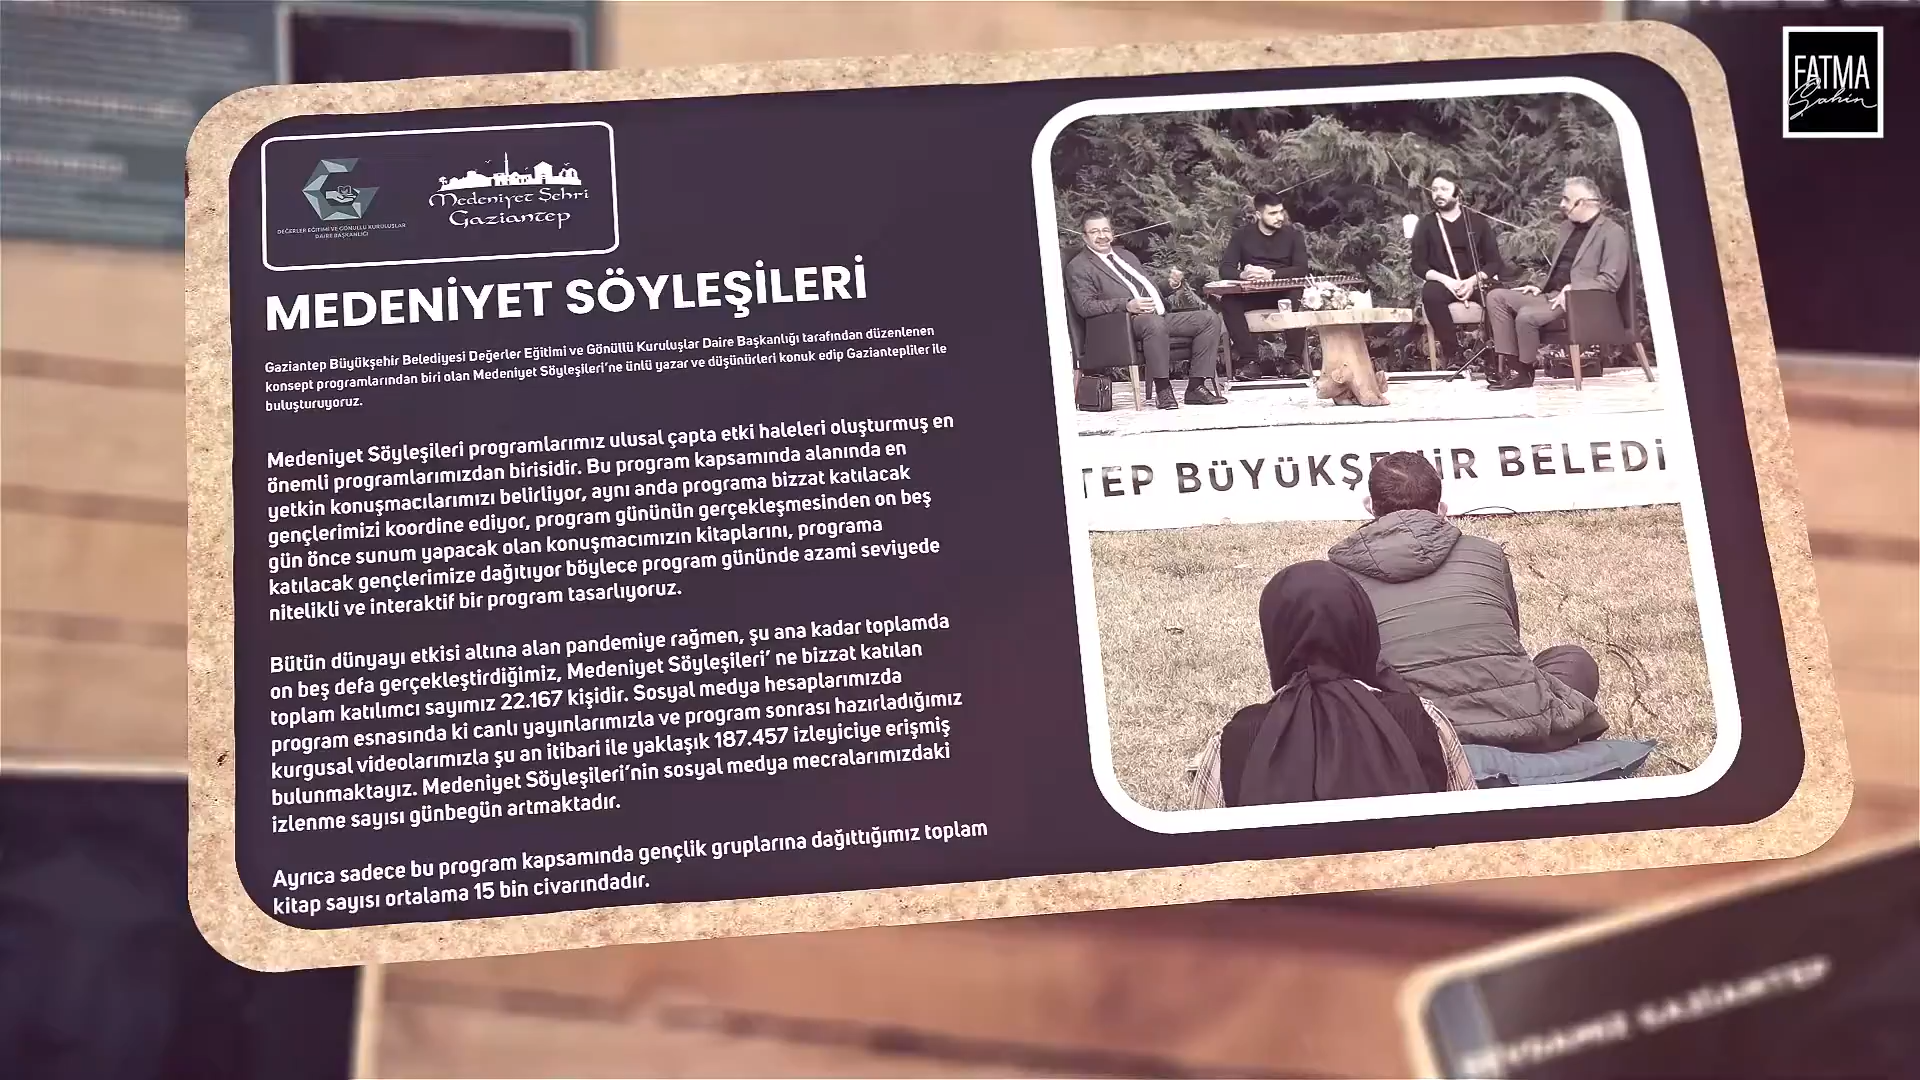 FATMA
Şahin
DEĞERLER EĞİTİMİ VE GÖNÜLLÜ KURULUŞLAR
DAİRE BAŞKANLIĞI
Medeniyet Şehri
Gaziantep
MEDENİYET SÖYLEŞİLERİ
Gaziantep Büyükşehir Belediyesi Değerler Eğitimi ve Gönüllü Kuruluşlar Daire Başkanlığı tarafından düzenlenen
konsept programlarından biri olan Medeniyet Söyleşileri'ne ünlü yazar ve düşünürleri konuk edip Gaziantepliler ile
buluşturuyoruz.
Medeniyet Söyleşileri programlarımız ulusal çapta etki haleleri oluşturmuş en
önemli programlarımızdan birisidir. Bu program kapsamında alanında en
yetkin konuşmacılarımızı belirliyor, aynı anda programa bizzat katılacak
gençlerimizi koordine ediyor, program gününün gerçekleşmesinden on beş
gün önce sunum yapacak olan konuşmacımızın kitaplarını, programa
katılacak gençlerimize dağıtıyor böylece program gününde azami seviyede
nitelikli ve interaktif bir program tasarlıyoruz.
Bütün dünyayı etkisi altına alan pandemiye rağmen, şu ana kadar toplamda
on beş defa gerçekleştirdiğimiz, Medeniyet Söyleşileri' ne bizzat katılan
toplam katılımcı sayımız 22.167 kişidir. Sosyal medya hesaplarımızda
program esnasında ki canlı yayınlarımızla ve program sonrası hazırladığımız
kurgusal videolarımızla şu an itibari ile yaklaşık 187.457 izleyiciye erişmiş
bulunmaktayız. Medeniyet Söyleşileri'nin sosyal medya mecralarımızdaki
izlenme sayısı günbegün artmaktadır.
Ayrıca sadece bu program kapsamında gençlik gruplarına dağıttığımız toplam
kitap sayısı ortalama 15 bin civarındadır.
TEP BÜYÜKŞEHİR BELEDİ